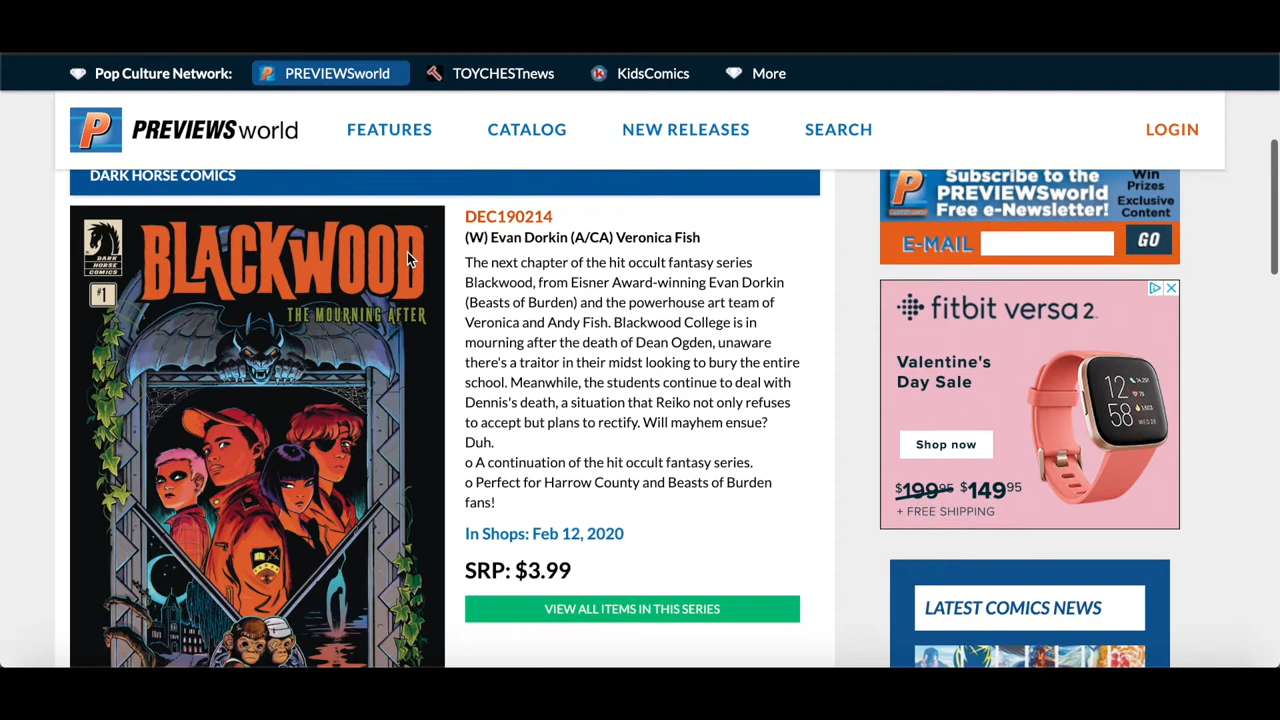 Pop Culture Network:
PREVIEWSworld
TOYCHESTnews
KidsComics
More
P
PREVIEWSworld
FEATURES
CATALOG
NEW RELEASES
SEARCH
LOGIN
DARK HORSE COMICS
DARK
HORSE
COMICS
#1
BLACKWOOD
THE MOURNING AFTER
DEC190214
(W) Evan Dorkin (A/CA) Veronica Fish
The next chapter of the hit occult fantasy series
Blackwood, from Eisner Award-winning Evan Dorkin
(Beasts of Burden) and the powerhouse art team of
Veronica and Andy Fish. Blackwood College is in
mourning after the death of Dean Ogden, unaware
there's a traitor in their midst looking to bury the entire
school. Meanwhile, the students continue to deal with
Dennis's death, a situation that Reiko not only refuses
to accept but plans to rectify. Will mayhem ensue?
Duh.
o A continuation of the hit occult fantasy series.
o Perfect for Harrow County and Beasts of Burden
fans!
In Shops: Feb 12, 2020
SRP: $3.99
VIEW ALL ITEMS IN THIS SERIES
P
Subscribe to the
PREVIEWSworld
Free e-Newsletter!
Win
Prizes
Exclusive
Content
E-MAIL
GO
fitbit versa 2™
Valentine's
Day Sale
Shop now
$199⁹⁵ $149⁹⁵
+ FREE SHIPPING
12
58
LATEST COMICS NEWS